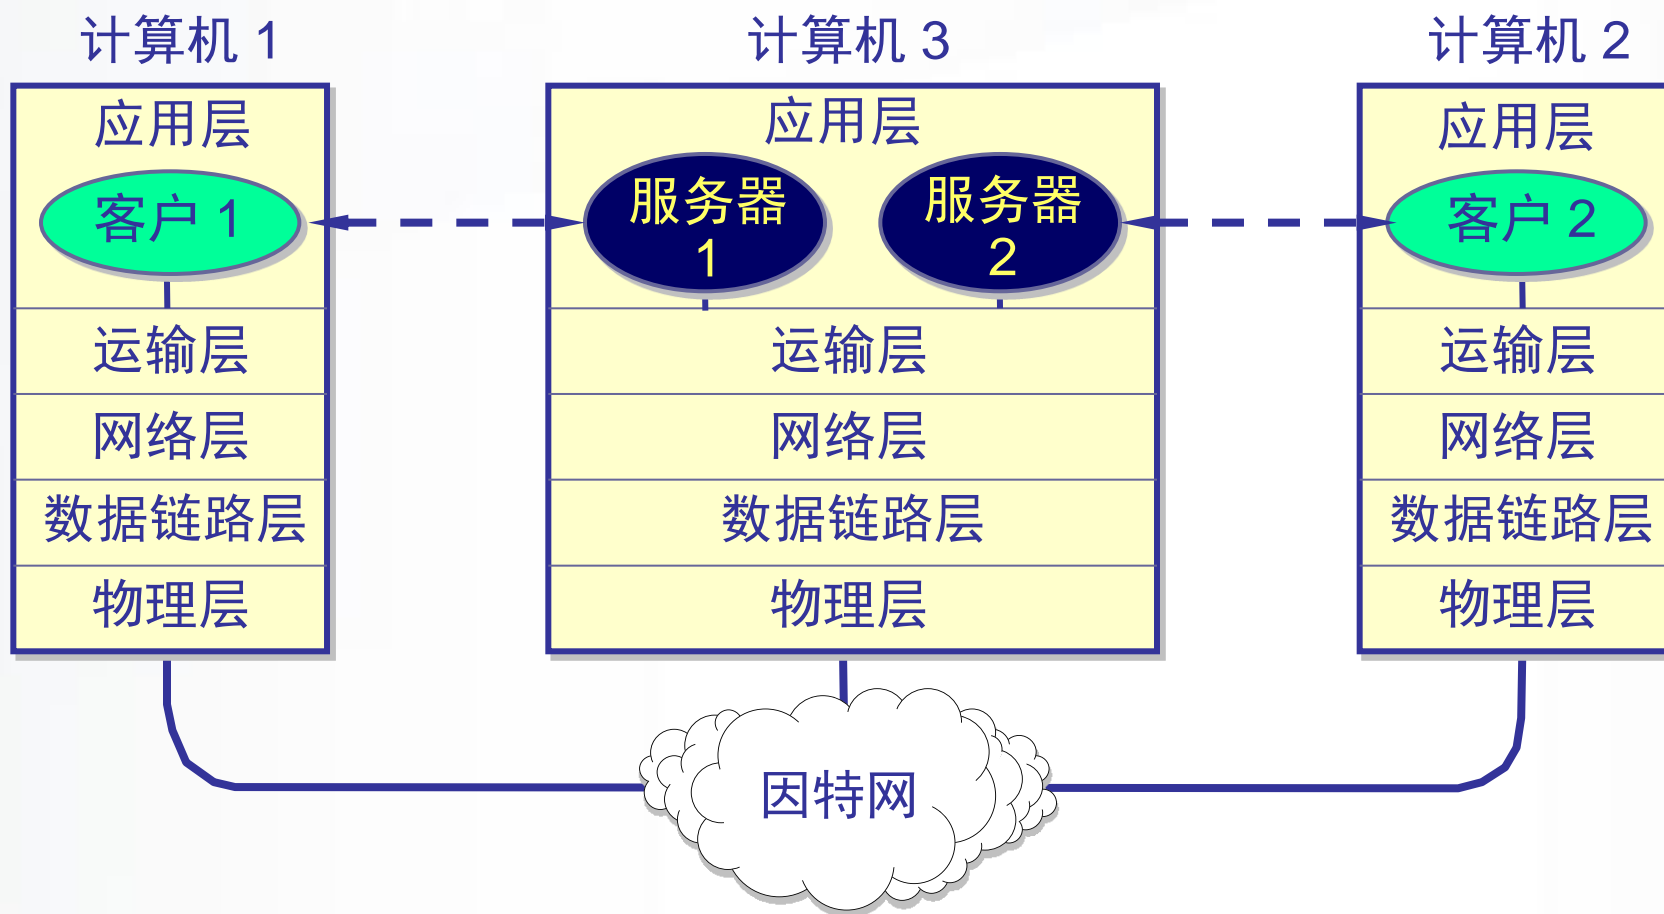 计算机 1
应用层
客户 1
运输层
网络层
数据链路层
物理层
计算机 3
应用层
服务器
1
服务器
2
运输层
网络层
数据链路层
物理层
计算机 2
应用层
客户 2
运输层
网络层
数据链路层
物理层
因特网